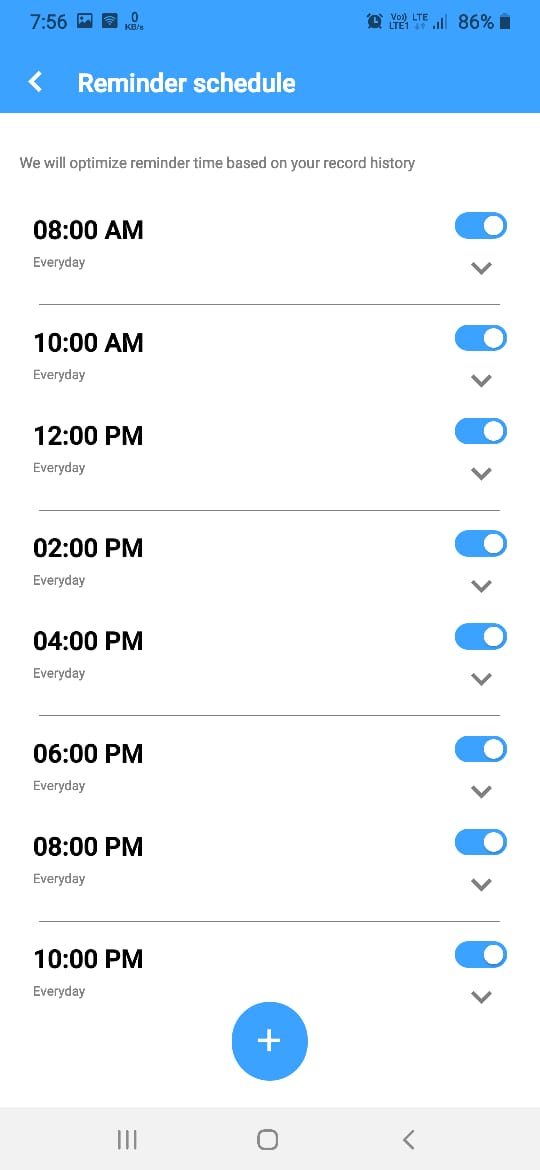 7:56 0 KB/s Vo)) LTE LTE1 86%
Reminder schedule
We will optimize reminder time based on your record history
08:00 AM
Everyday
10:00 AM
Everyday
12:00 PM
Everyday
02:00 PM
Everyday
04:00 PM
Everyday
06:00 PM
Everyday
08:00 PM
Everyday
10:00 PM
Everyday
+